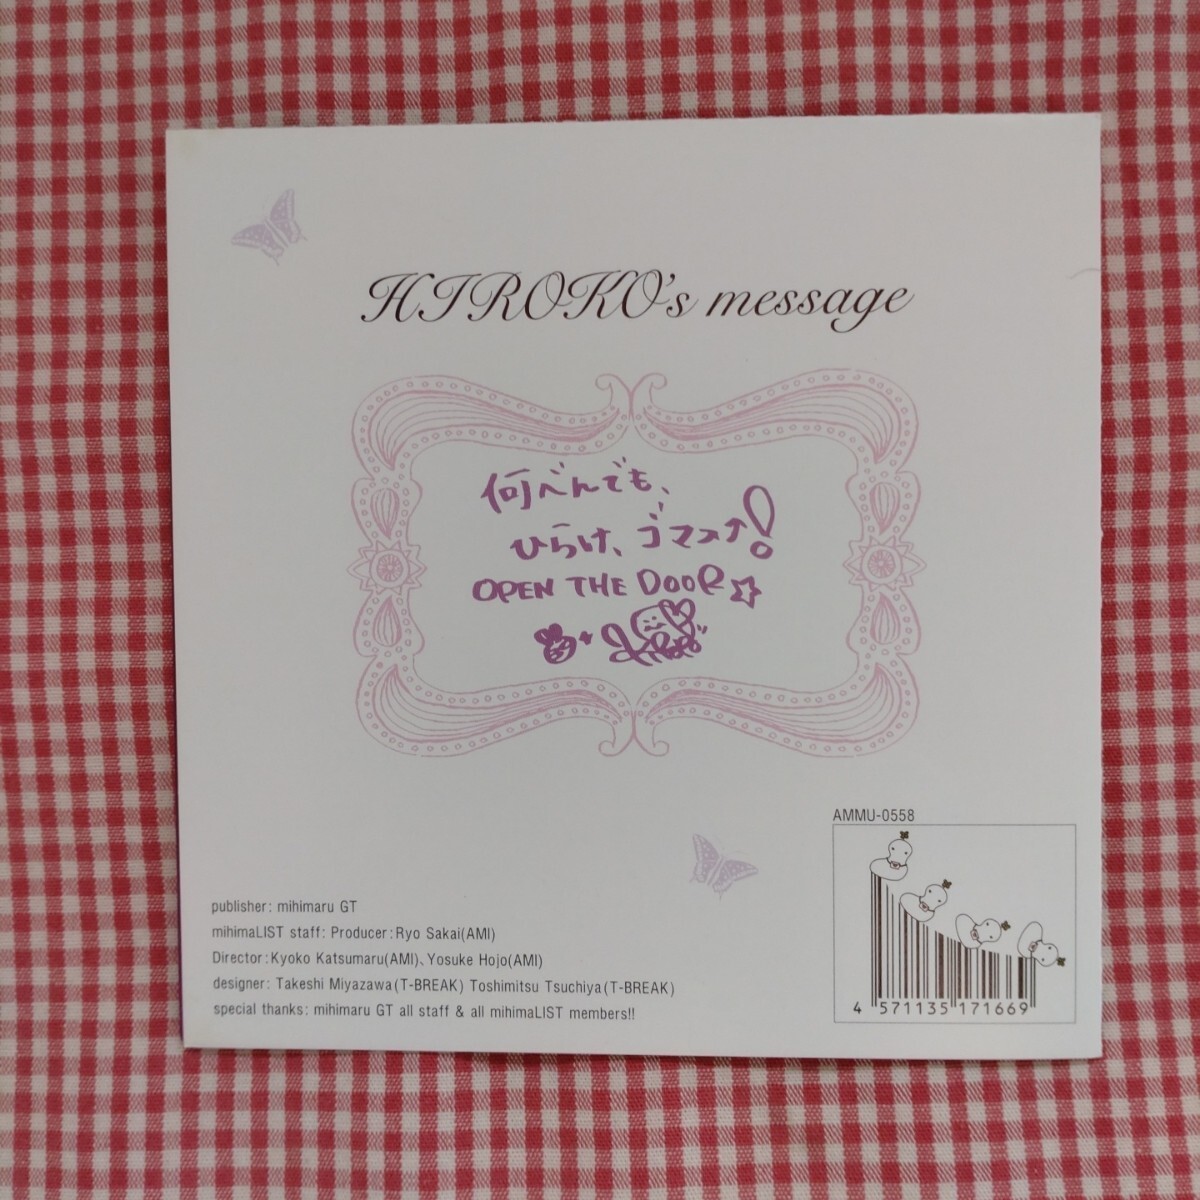 HIROKO's message
何べんでも、
ひらけ、ゴマスナ!
OPEN THE DOOR☆
AMMU-0558
publisher: mihimaru GT
mihimaLIST staff: Producer:Ryo Sakai(AMI)
Director:Kyoko Katsumaru(AMI)、Yosuke Hojo(AMI)
designer: Takeshi Miyazawa(T-BREAK) Toshimitsu Tsuchiya(T-BREAK)
special thanks: mihimaru GT all staff & all mihimaLIST members!!
4 571135 171669